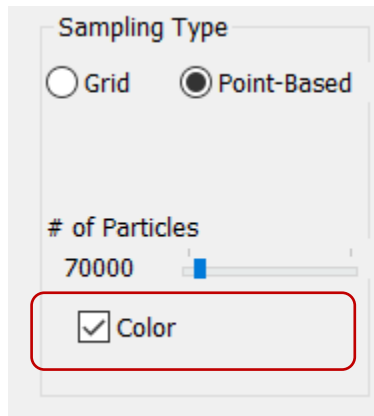 Sampling Type
Grid Point-Based
# of Particles
70000
Color